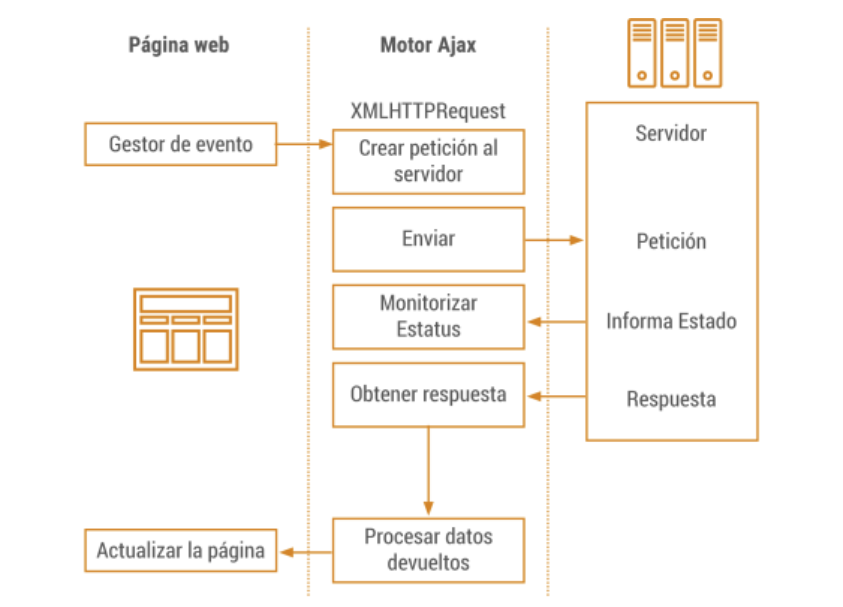 Página web
Motor Ajax
XMLHTTPRequest
Gestor de evento
Crear petición al
servidor
Servidor
Enviar
Petición
Monitorizar
Estatus
Informa Estado
Obtener respuesta
Respuesta
Actualizar la página
Procesar datos
devueltos